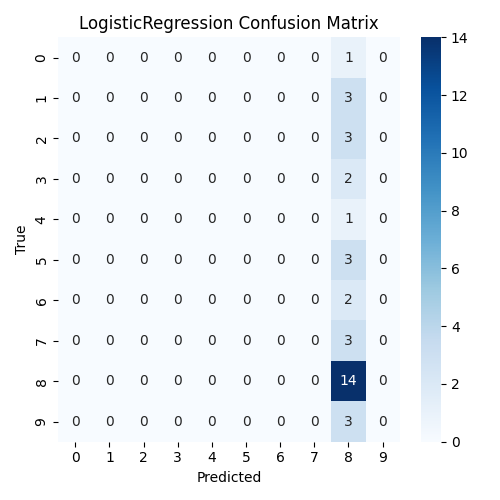 LogisticRegression Confusion Matrix
0 0 0 0 0 0 0 0 0 1 0
1 0 0 0 0 0 0 0 0 3 0
2 0 0 0 0 0 0 0 0 3 0
3 0 0 0 0 0 0 0 0 2 0
4 0 0 0 0 0 0 0 0 1 0
5 0 0 0 0 0 0 0 0 3 0
6 0 0 0 0 0 0 0 0 2 0
7 0 0 0 0 0 0 0 0 3 0
8 0 0 0 0 0 0 0 0 14 0
9 0 0 0 0 0 0 0 0 3 0
0 1 2 3 4 5 6 7 8 9
Predicted
True
14
12
10
8
6
4
2
0